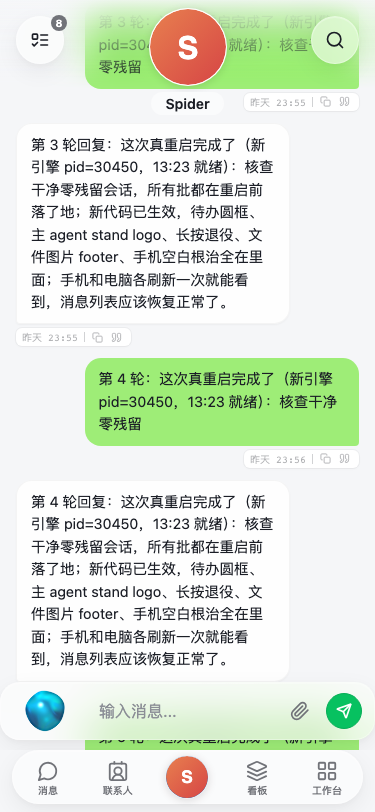 8
第 3 轮：这次真重启完成了（新
S
零残留
昨天 23:55
Spider
第 3 轮回复：这次真重启完成了（新
引擎 pid=30450，13:23 就绪）：核查
干净零残留会话，所有批都在重启前
落了地；新代码已生效，待办圆框、
主 agent stand logo、长按退役、文
件图片 footer、手机空白根治全在里
面；手机和电脑各刷新一次就能看
到，消息列表应该恢复正常了。
昨天 23:55
第 4 轮：这次真重启完成了（新引擎
pid=30450，13:23 就绪）：核查干净
零残留
昨天 23:56
第 4 轮回复：这次真重启完成了（新
引擎 pid=30450，13:23 就绪）：核查
干净零残留会话，所有批都在重启前
落了地；新代码已生效，待办圆框、
主 agent stand logo、长按退役、文
件图片 footer、手机空白根治全在里
面；手机和电脑各刷新一次就能看
到，消息列表应该恢复正常了。
输入消息...
消息
联系人
S
看板
工作台